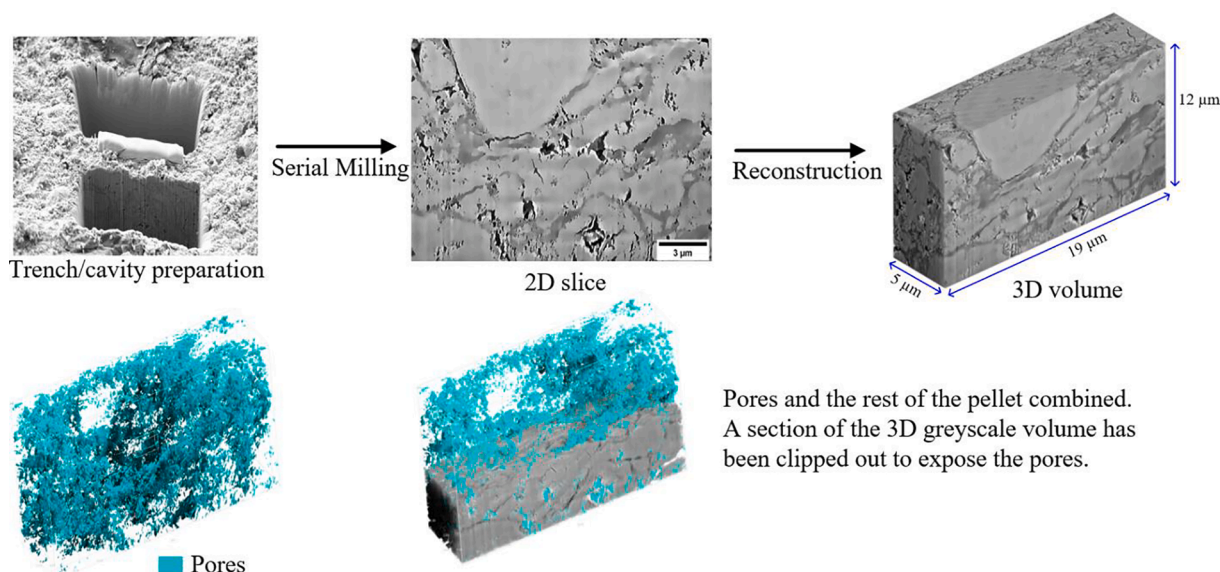 Serial Milling
Reconstruction
Trench/cavity preparation
3 μm
2D slice
12 μm
19 μm
5 μm
3D volume
Pores and the rest of the pellet combined.
A section of the 3D greyscale volume has
been clipped out to expose the pores.
Pores